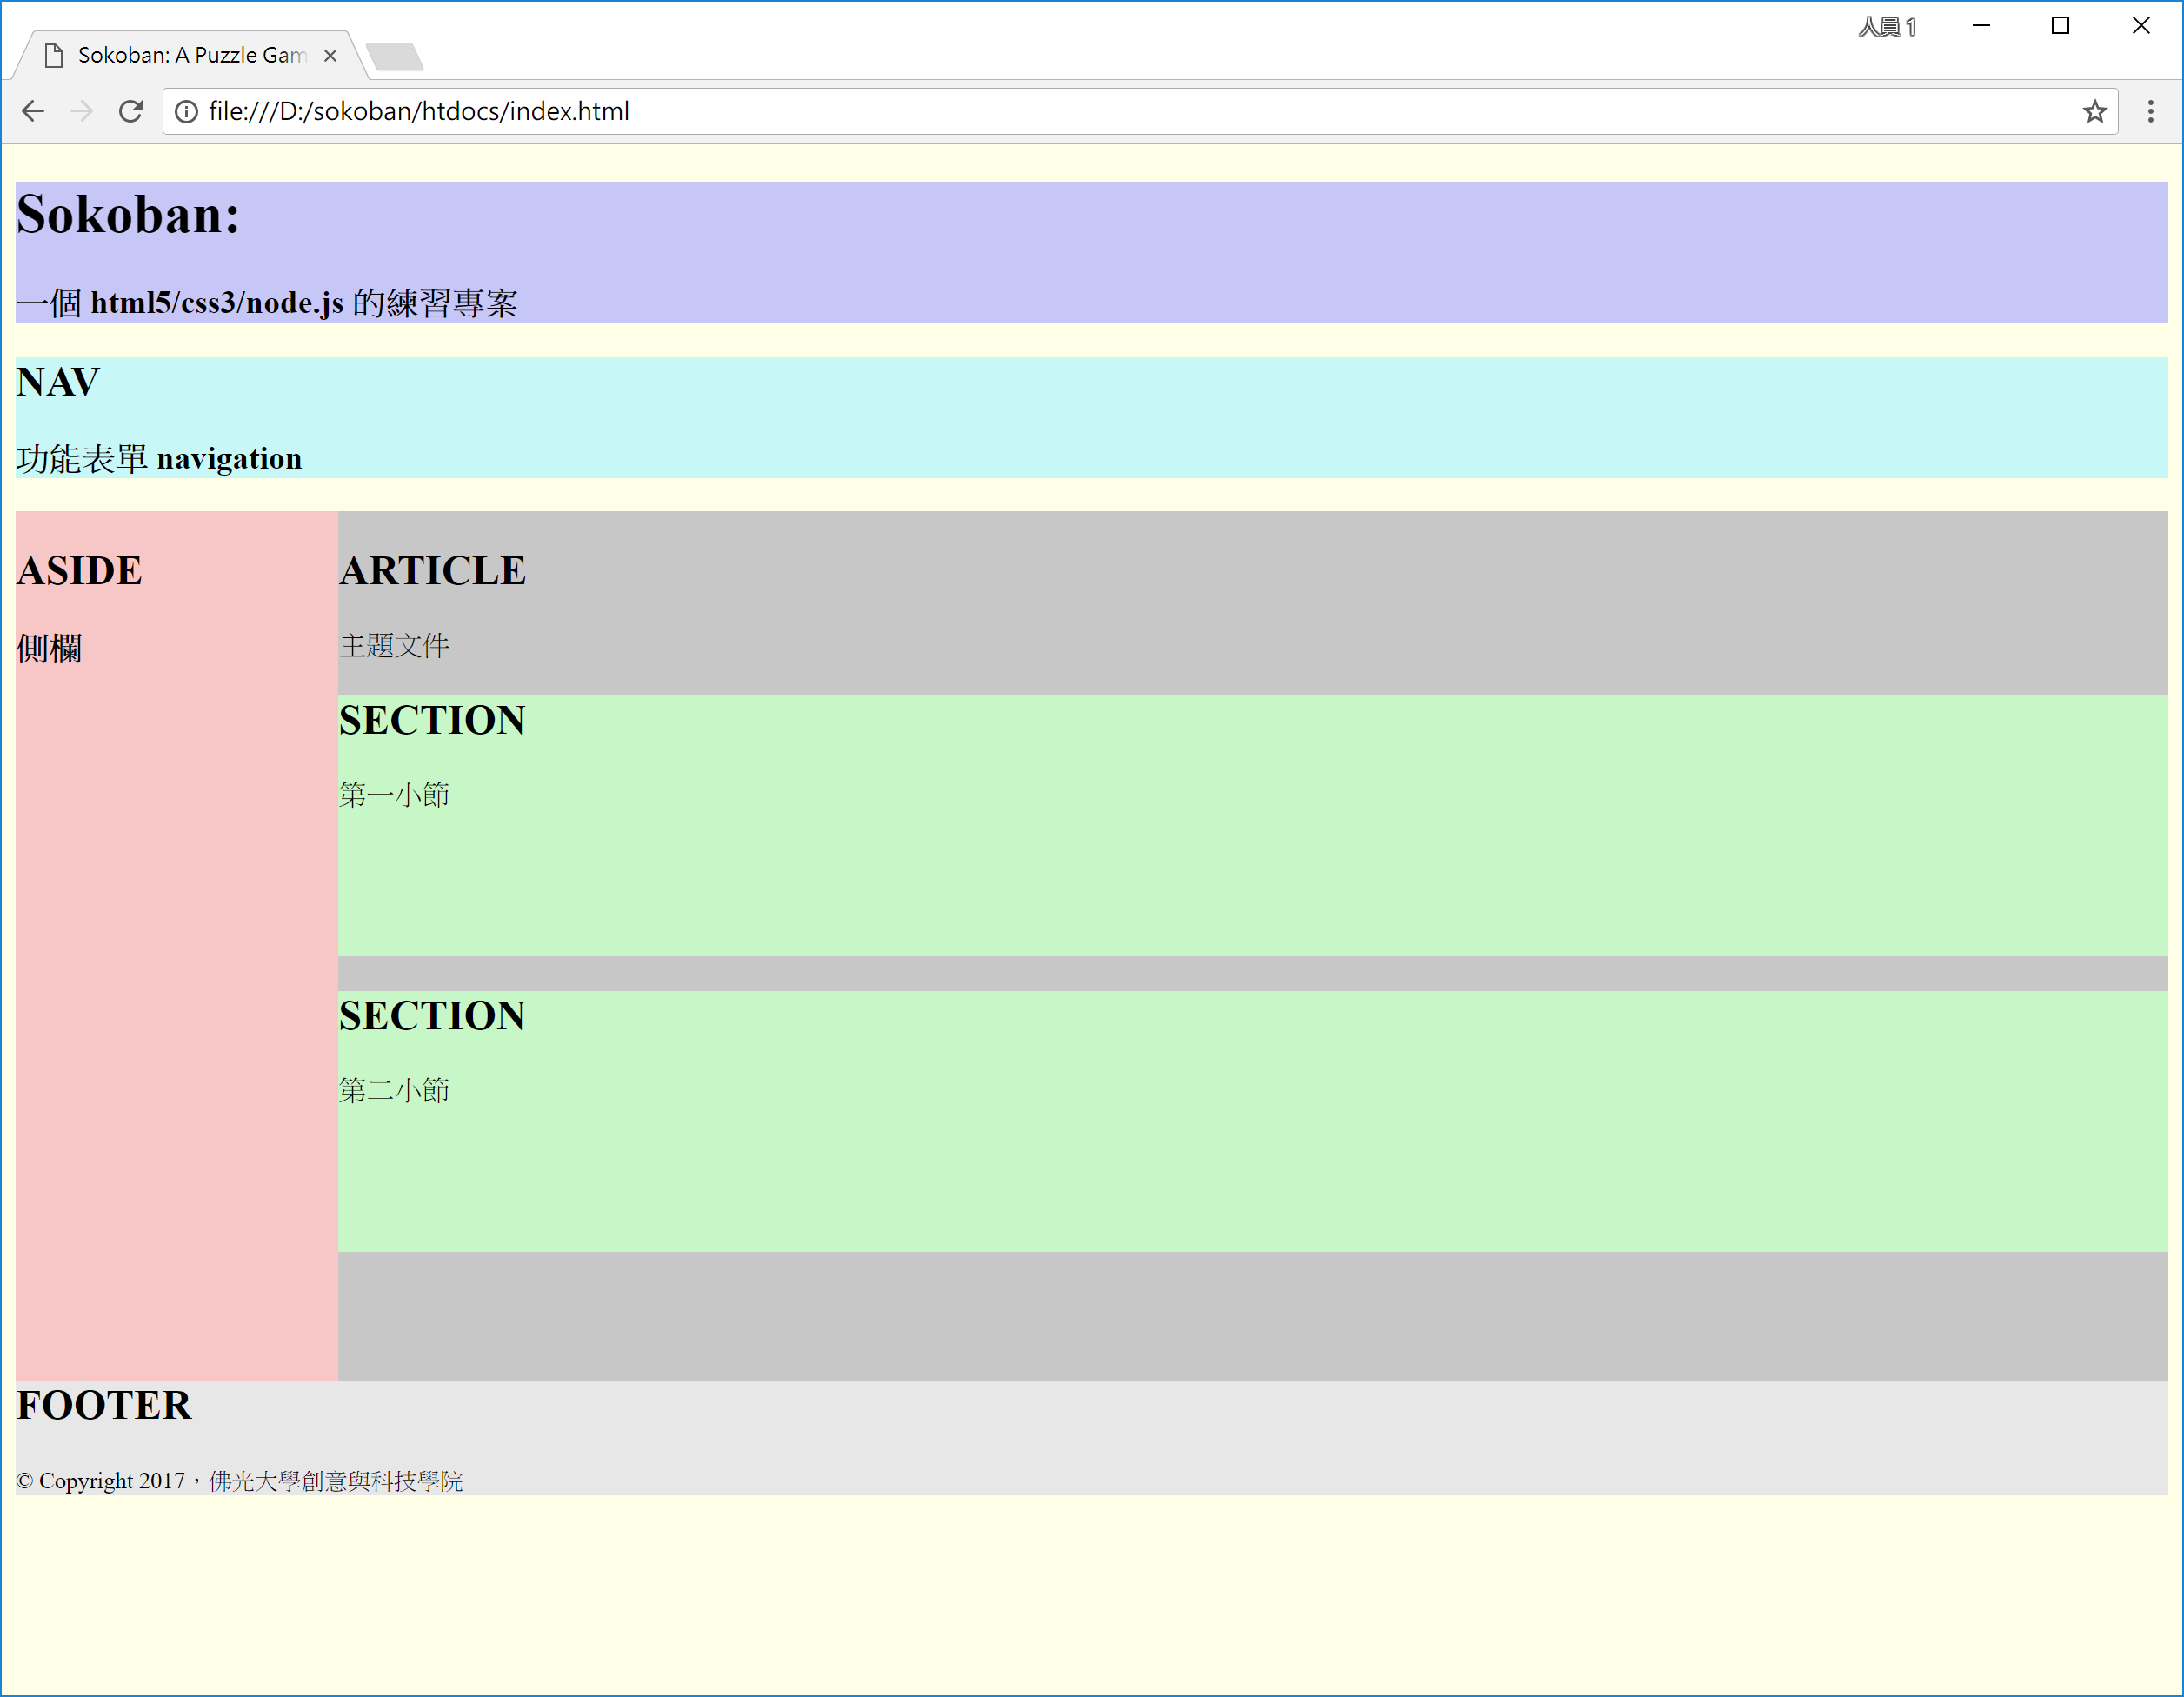 人員 1
Sokoban: A Puzzle Gam
file:///D:/sokoban/htdocs/index.html
Sokoban:
一個 html5/css3/node.js 的練習專案
NAV
功能表單 navigation
ASIDE
側欄
ARTICLE
主題文件
SECTION
第一小節
SECTION
第二小節
FOOTER
© Copyright 2017，佛光大學創意與科技學院